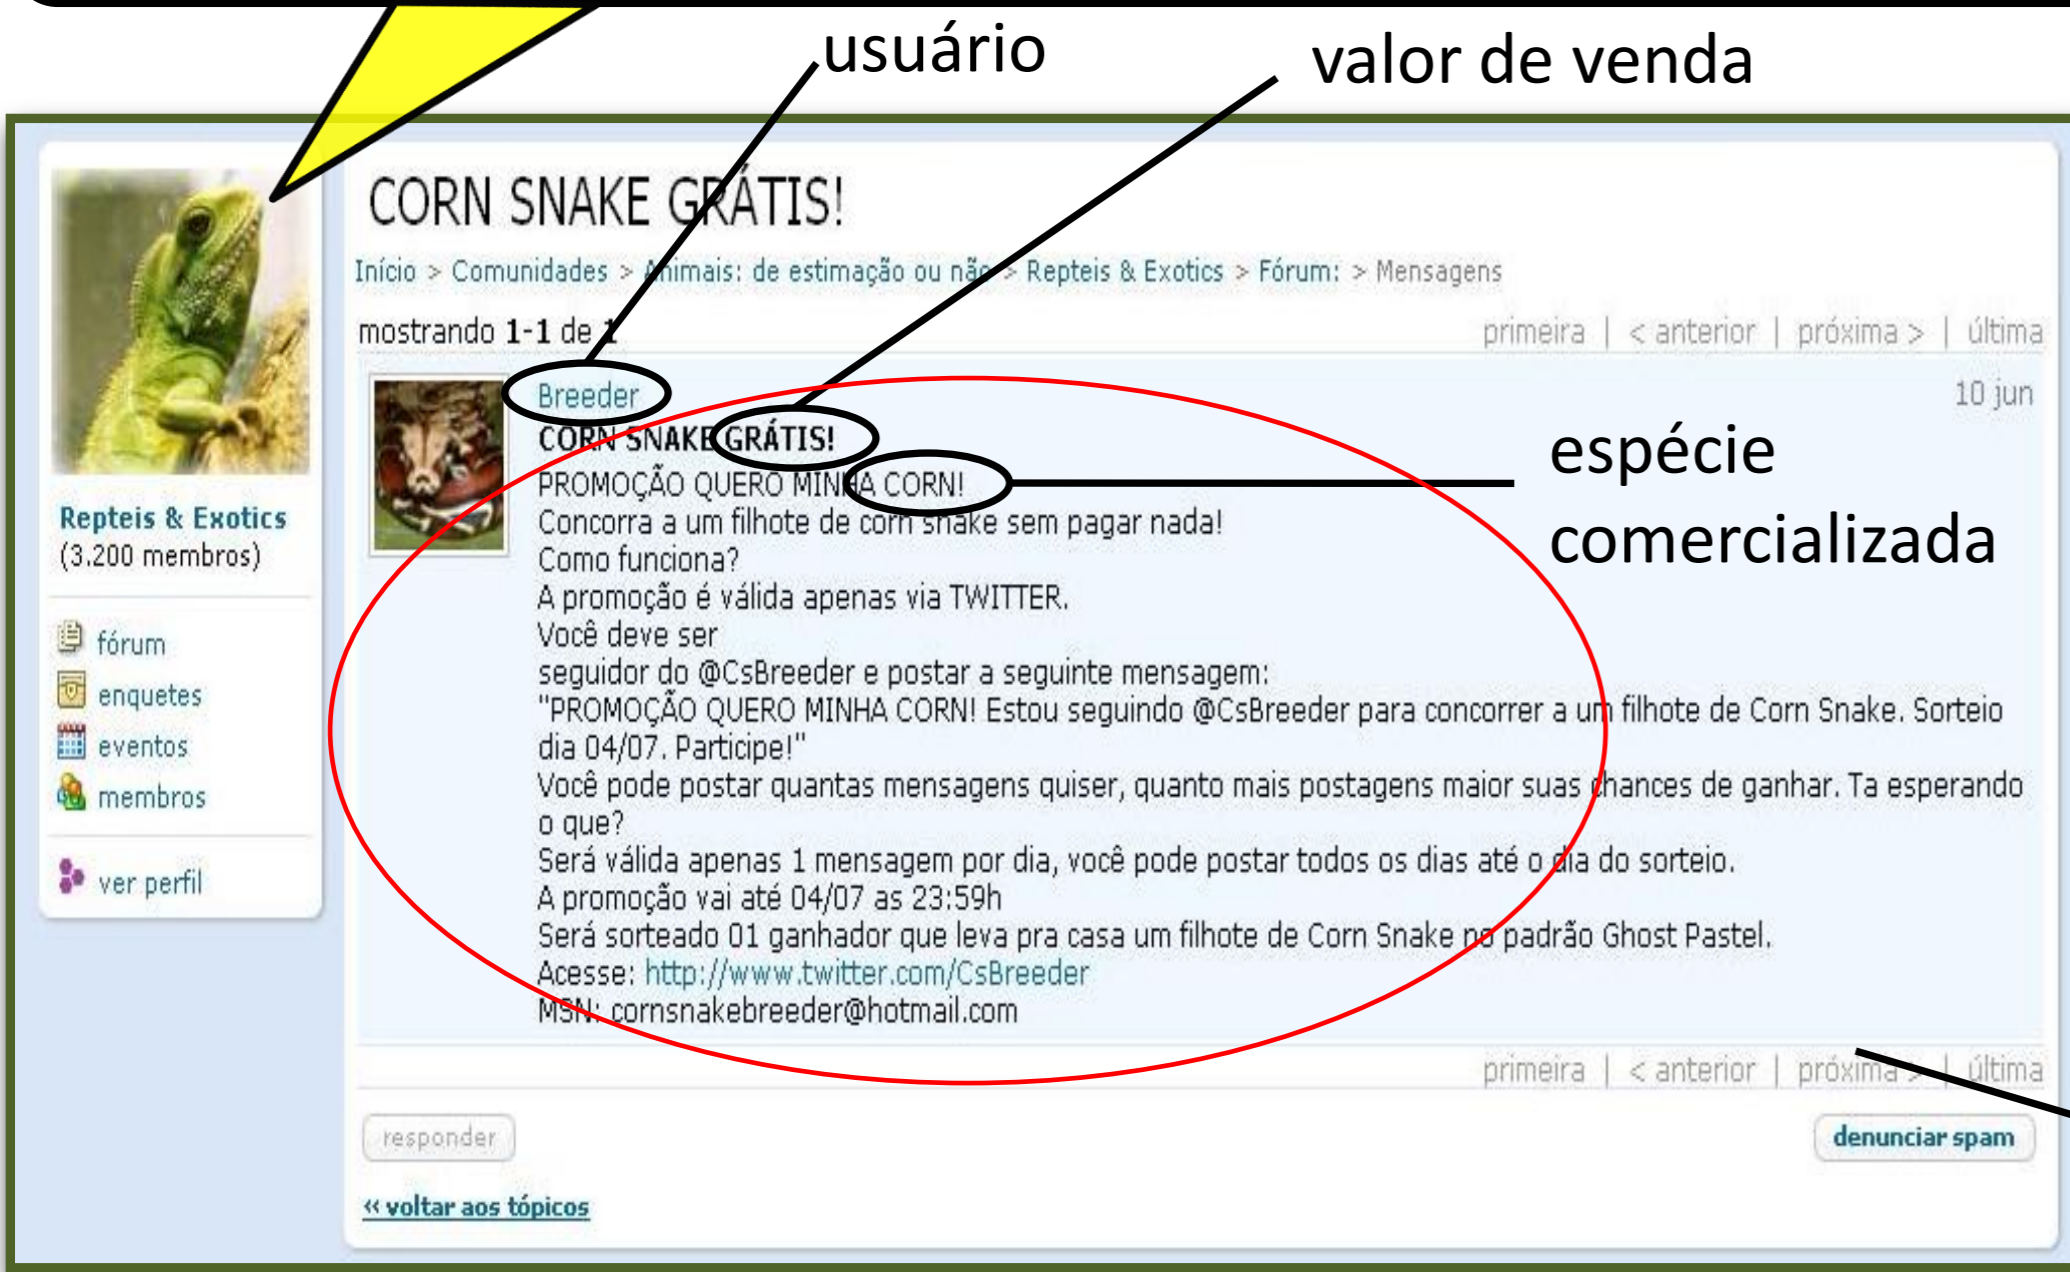 usuário
valor de venda
CORN SNAKE GRÁTIS!
Início > Comunidades > Animais: de estimação ou não > Repteis & Exotics > Fórum: > Mensagens
mostrando 1-1 de 1
primeira | < anterior | próxima > | última
Repteis & Exotics
(3.200 membros)
fórum
enquetes
eventos
membros
ver perfil
Breeder
10 jun
CORN SNAKE GRÁTIS!
PROMOÇÃO QUERO MINHA CORN!
Concorra a um filhote de corn snake sem pagar nada!
Como funciona?
A promoção é válida apenas via TWITTER.
Você deve ser
seguidor do @CsBreeder e postar a seguinte mensagem:
"PROMOÇÃO QUERO MINHA CORN! Estou seguindo @CsBreeder para concorrer a um filhote de Corn Snake. Sorteio
dia 04/07. Participe!"
Você pode postar quantas mensagens quiser, quanto mais postagens maior suas chances de ganhar. Ta esperando
o que?
Será válida apenas 1 mensagem por dia, você pode postar todos os dias até o dia do sorteio.
A promoção vai até 04/07 as 23:59h
Será sorteado 01 ganhador que leva pra casa um filhote de Corn Snake no padrão Ghost Pastel.
Acesse: http://www.twitter.com/CsBreeder
MSN: cornsnakebreeder@hotmail.com
espécie
comercializada
primeira | < anterior | próxima > | última
responder
denunciar spam
« voltar aos tópicos